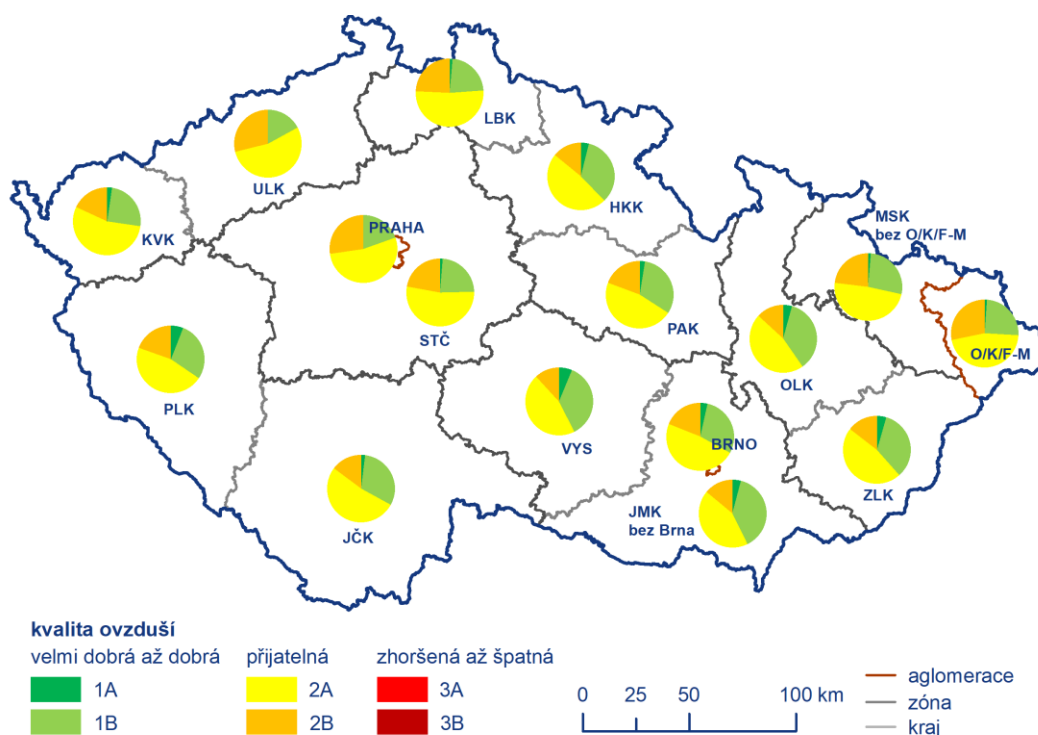 LBK
ULK
HKK
KVK
PRAHA
MSK
bez O/K/F-M
STČ
PAK
OLK
O/K/F-M
PLK
VYS
BRNO
ZLK
JČK
JMK
bez Brna
kvalita ovzduší
velmi dobrá až dobrá
přijatelná
zhoršená až špatná
1A
2A
3A
1B
2B
3B
0 25 50 100 km
aglomerace
zóna
kraj